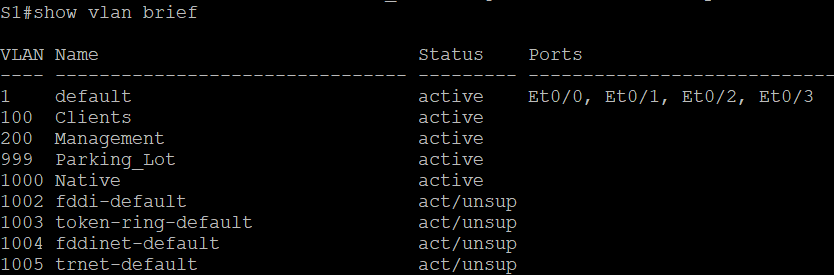 S1#show vlan brief
VLAN Name                             Status    Ports
---- -------------------------------- --------- -------------------------------
1    default                          active    Et0/0, Et0/1, Et0/2, Et0/3
100  Clients                          active
200  Management                       active
999  Parking_Lot                      active
1000 Native                           active
1002 fddi-default                     act/unsup
1003 token-ring-default               act/unsup
1004 fddinet-default                  act/unsup
1005 trnet-default                    act/unsup